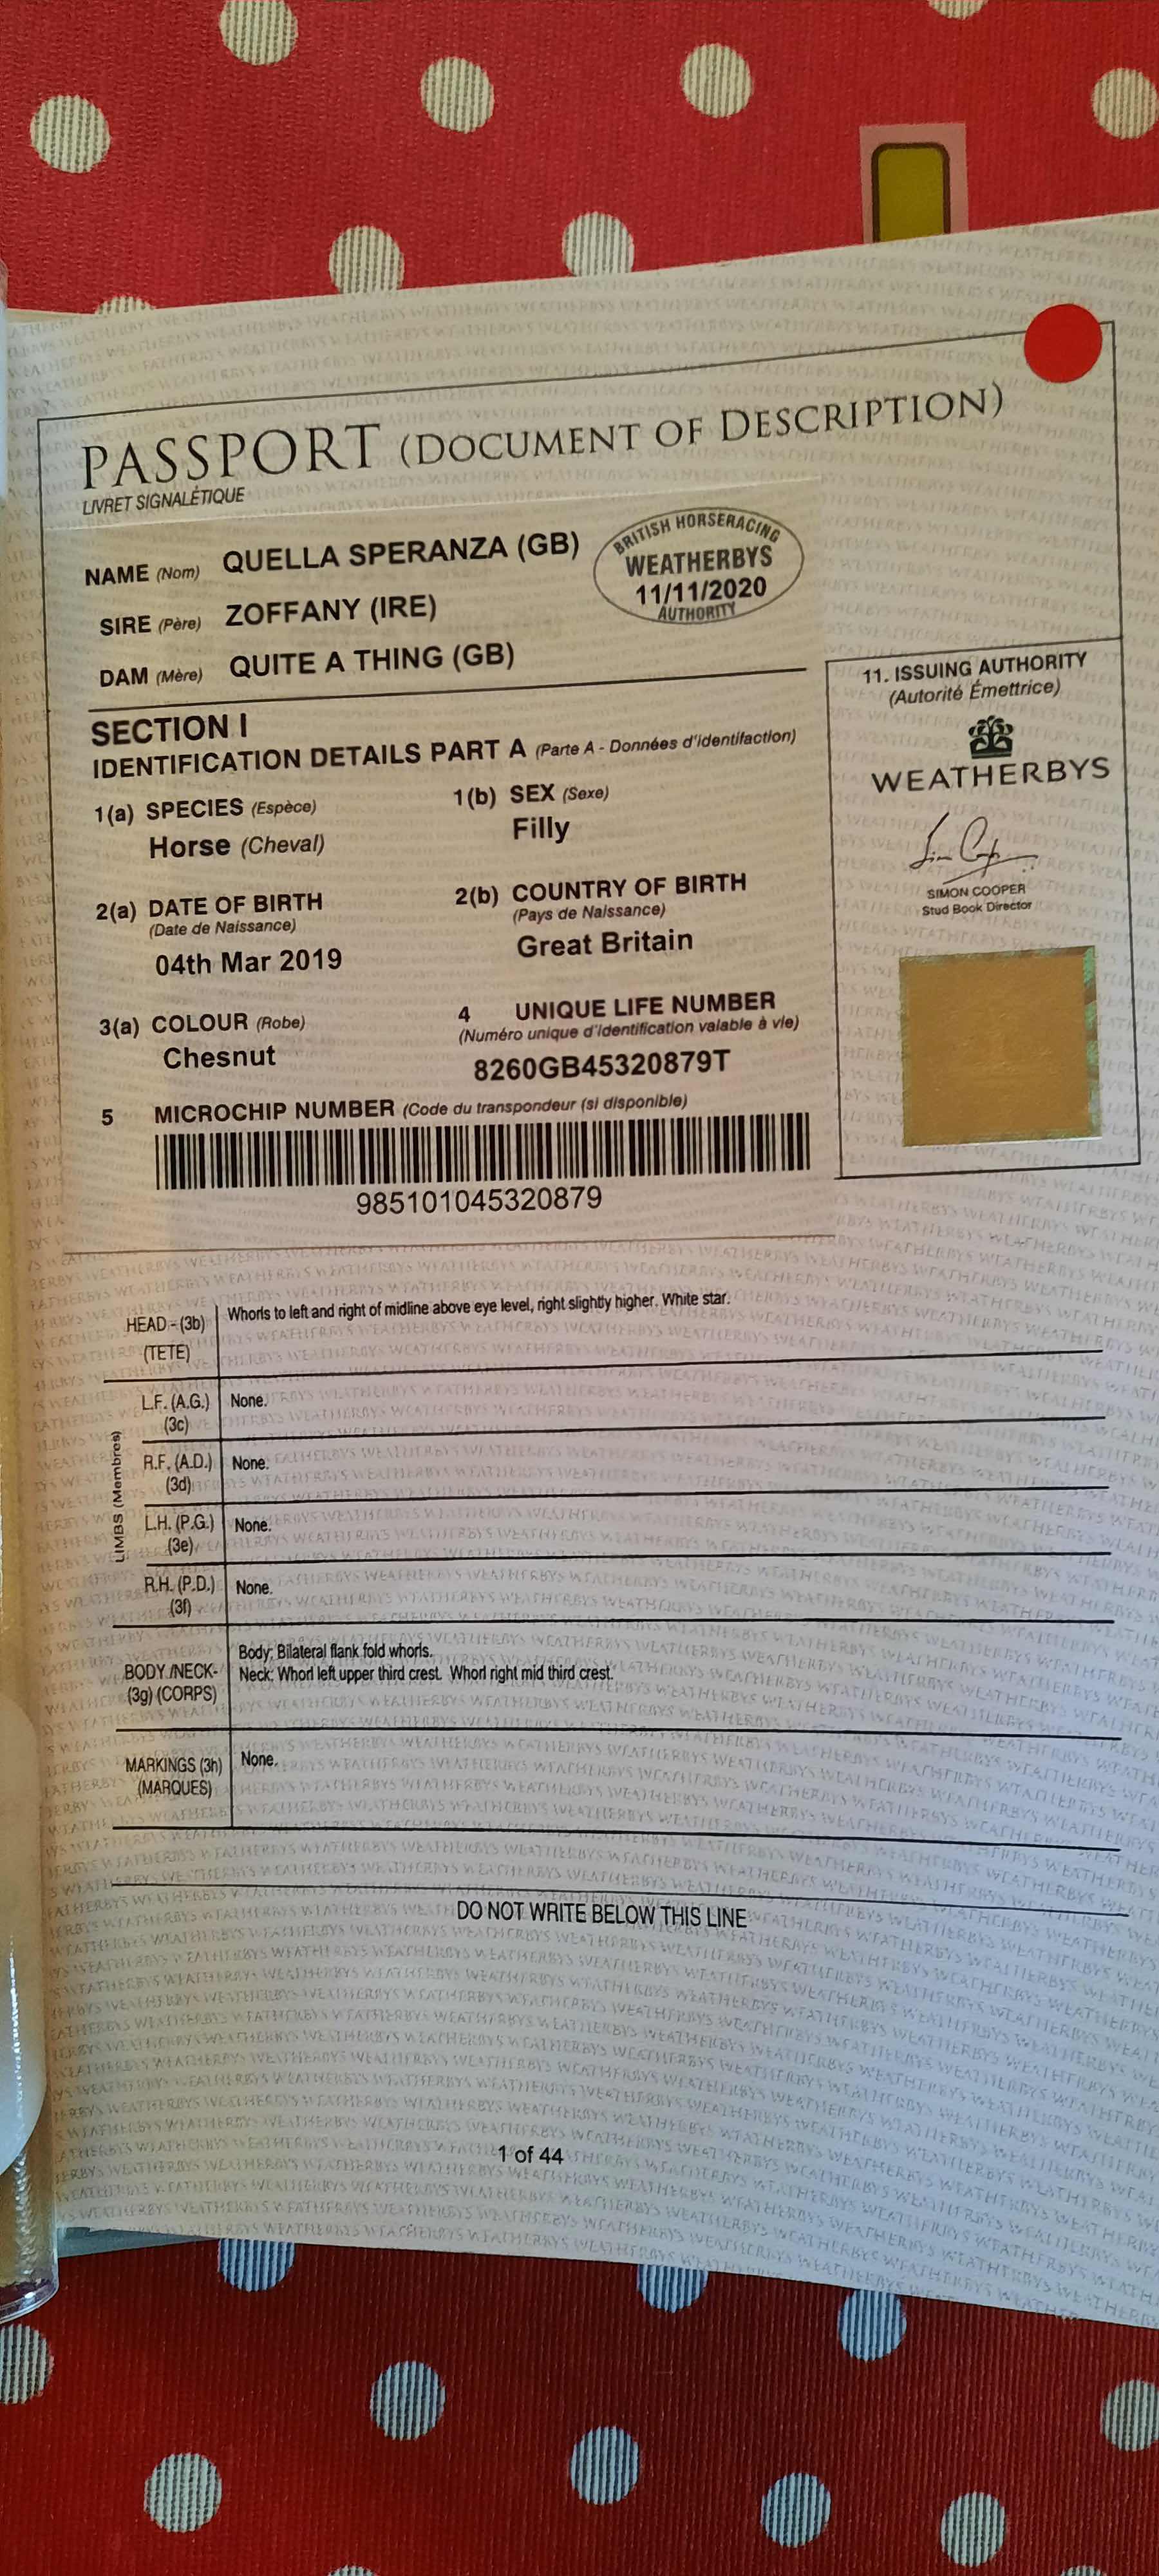 PASSPORT (DOCUMENT OF DESCRIPTION)
LIVRET SIGNALÉTIQUE
NAME (Nom) QUELLA SPERANZA (GB)
SIRE (Père) ZOFFANY (IRE)
DAM (Mère) QUITE A THING (GB)
BRITISH HORSERACING
WEATHERBYS
11/11/2020
AUTHORITY
SECTION I
IDENTIFICATION DETAILS PART A (Parte A - Données d'identifaction)
1(a) SPECIES (Espèce) 1(b) SEX (Sexe)
Horse (Cheval) Filly
2(a) DATE OF BIRTH 2(b) COUNTRY OF BIRTH
(Date de Naissance) (Pays de Naissance)
04th Mar 2019 Great Britain
3(a) COLOUR (Robe) 4 UNIQUE LIFE NUMBER
(Numéro unique d'identification valable à vie)
Chesnut 8260GB45320879T
5 MICROCHIP NUMBER (Code du transpondeur (si disponible)
985101045320879
11. ISSUING AUTHORITY
(Autorité Émettrice)
WEATHERBYS
SIMON COOPER
Stud Book Director
HEAD - (3b) Whorls to left and right of midline above eye level, right slightly higher. White star.
(TETE)
LIMBS (Membres)
L.F. (A.G.) None.
(3c)
R.F. (A.D.) None.
(3d)
L.H. (P.G.) None.
(3e)
R.H. (P.D.) None.
(3f)
Body: Bilateral flank fold whorls.
BODY /NECK- Neck: Whorl left upper third crest. Whorl right mid third crest.
(3g) (CORPS)
MARKINGS (3h) None.
(MARQUES)
DO NOT WRITE BELOW THIS LINE
1 of 44